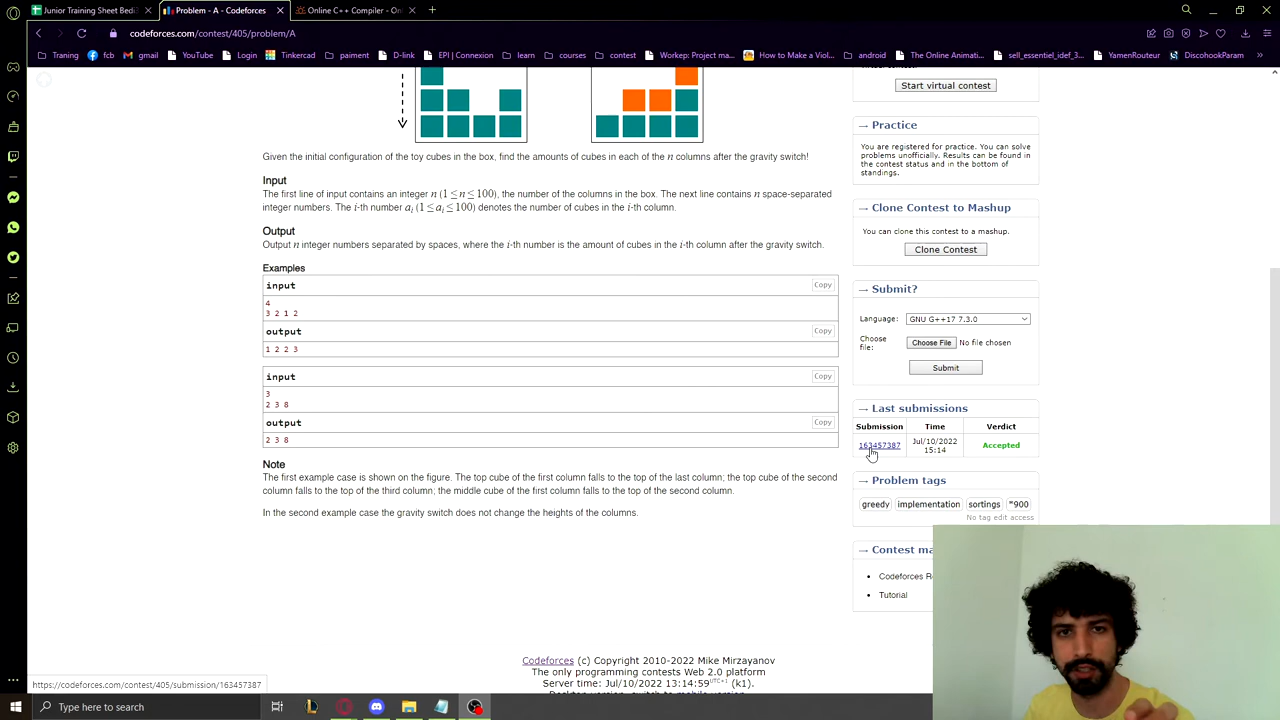 Junior Training Sheet Bedi
Problem - A - Codeforces
Online C++ Compiler - On
codeforces.com/contest/405/problem/A
Traning
fcb
gmail
YouTube
Login
Tinkercad
paiment
D-link
EPI | Connexion
learn
courses
contest
Workep: Project ma...
How to Make a Viol...
android
The Online Animati...
sell_essentiel_idef_3...
YamenRouteur
DiscohookParam
Start virtual contest
→ Practice
You are registered for practice. You can solve
problems unofficially. Results can be found in
the contest status and in the bottom of
standings.
Given the initial configuration of the toy cubes in the box, find the amounts of cubes in each of the n columns after the gravity switch!
Input
The first line of input contains an integer n (1 ≤ n ≤ 100), the number of the columns in the box. The next line contains n space-separated
integer numbers. The i-th number ai (1 ≤ ai ≤ 100) denotes the number of cubes in the i-th column.
Output
Output n integer numbers separated by spaces, where the i-th number is the amount of cubes in the i-th column after the gravity switch.
Examples
input
Copy
4
3 2 1 2
output
Copy
1 2 2 3
input
Copy
3
2 3 8
output
Copy
2 3 8
Note
The first example case is shown on the figure. The top cube of the first column falls to the top of the last column; the top cube of the second
column falls to the top of the third column; the middle cube of the first column falls to the top of the second column.
In the second example case the gravity switch does not change the heights of the columns.
→ Clone Contest to Mashup
You can clone this contest to a mashup.
Clone Contest
→ Submit?
Language: GNU G++17 7.3.0
Choose
file:
Choose File No file chosen
Submit
→ Last submissions
Submission Time Verdict
163457387 Jul/10/2022
15:14 Accepted
→ Problem tags
greedy implementation sortings *900
No tag edit access
→ Contest ma
Codeforces R
Tutorial
Codeforces (c) Copyright 2010-2022 Mike Mirzayanov
The only programming contests Web 2.0 platform
Server time: Jul/10/2022 13:14:59 UTC+1 (k1).
Desktop version, switch to mobile version.
https://codeforces.com/contest/405/submission/163457387
Type here to search